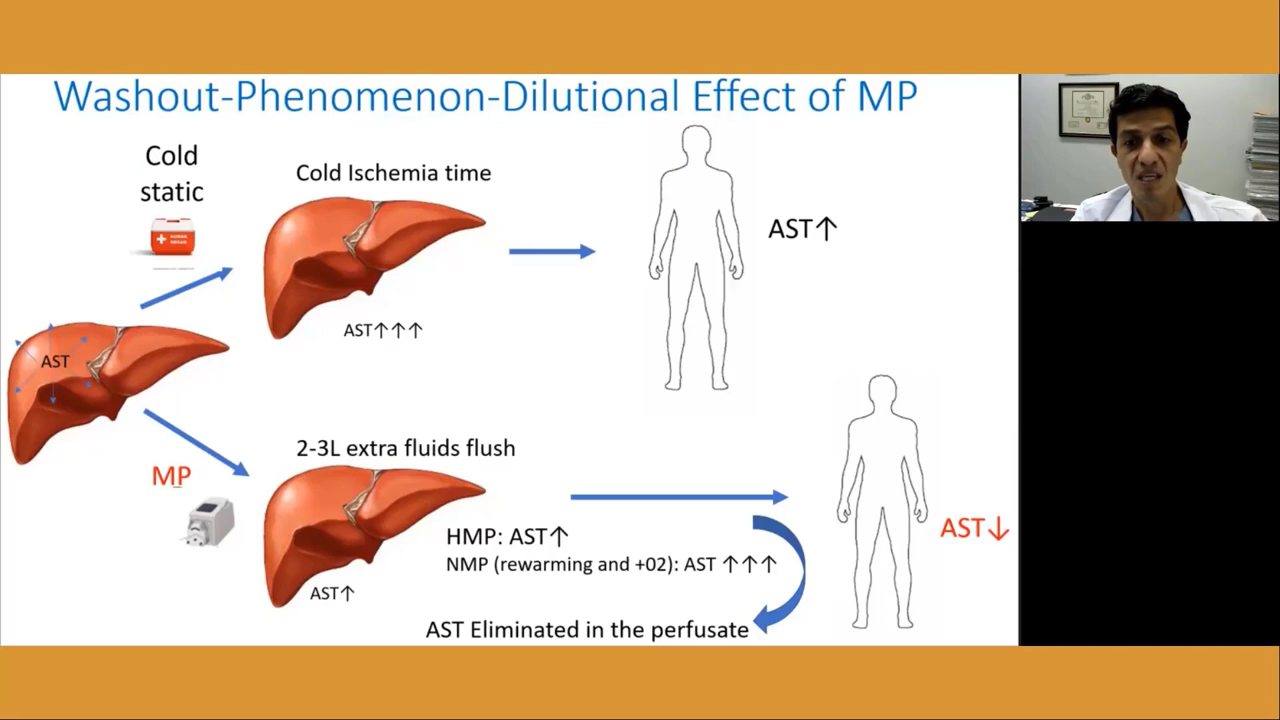 Washout-Phenomenon-Dilutional Effect of MP
Cold
static
Cold Ischemia time
AST↑↑↑
AST↑
AST
MP
2-3L extra fluids flush
AST↑
HMP: AST↑
NMP (rewarming and +02): AST ↑↑↑
AST Eliminated in the perfusate
AST↓